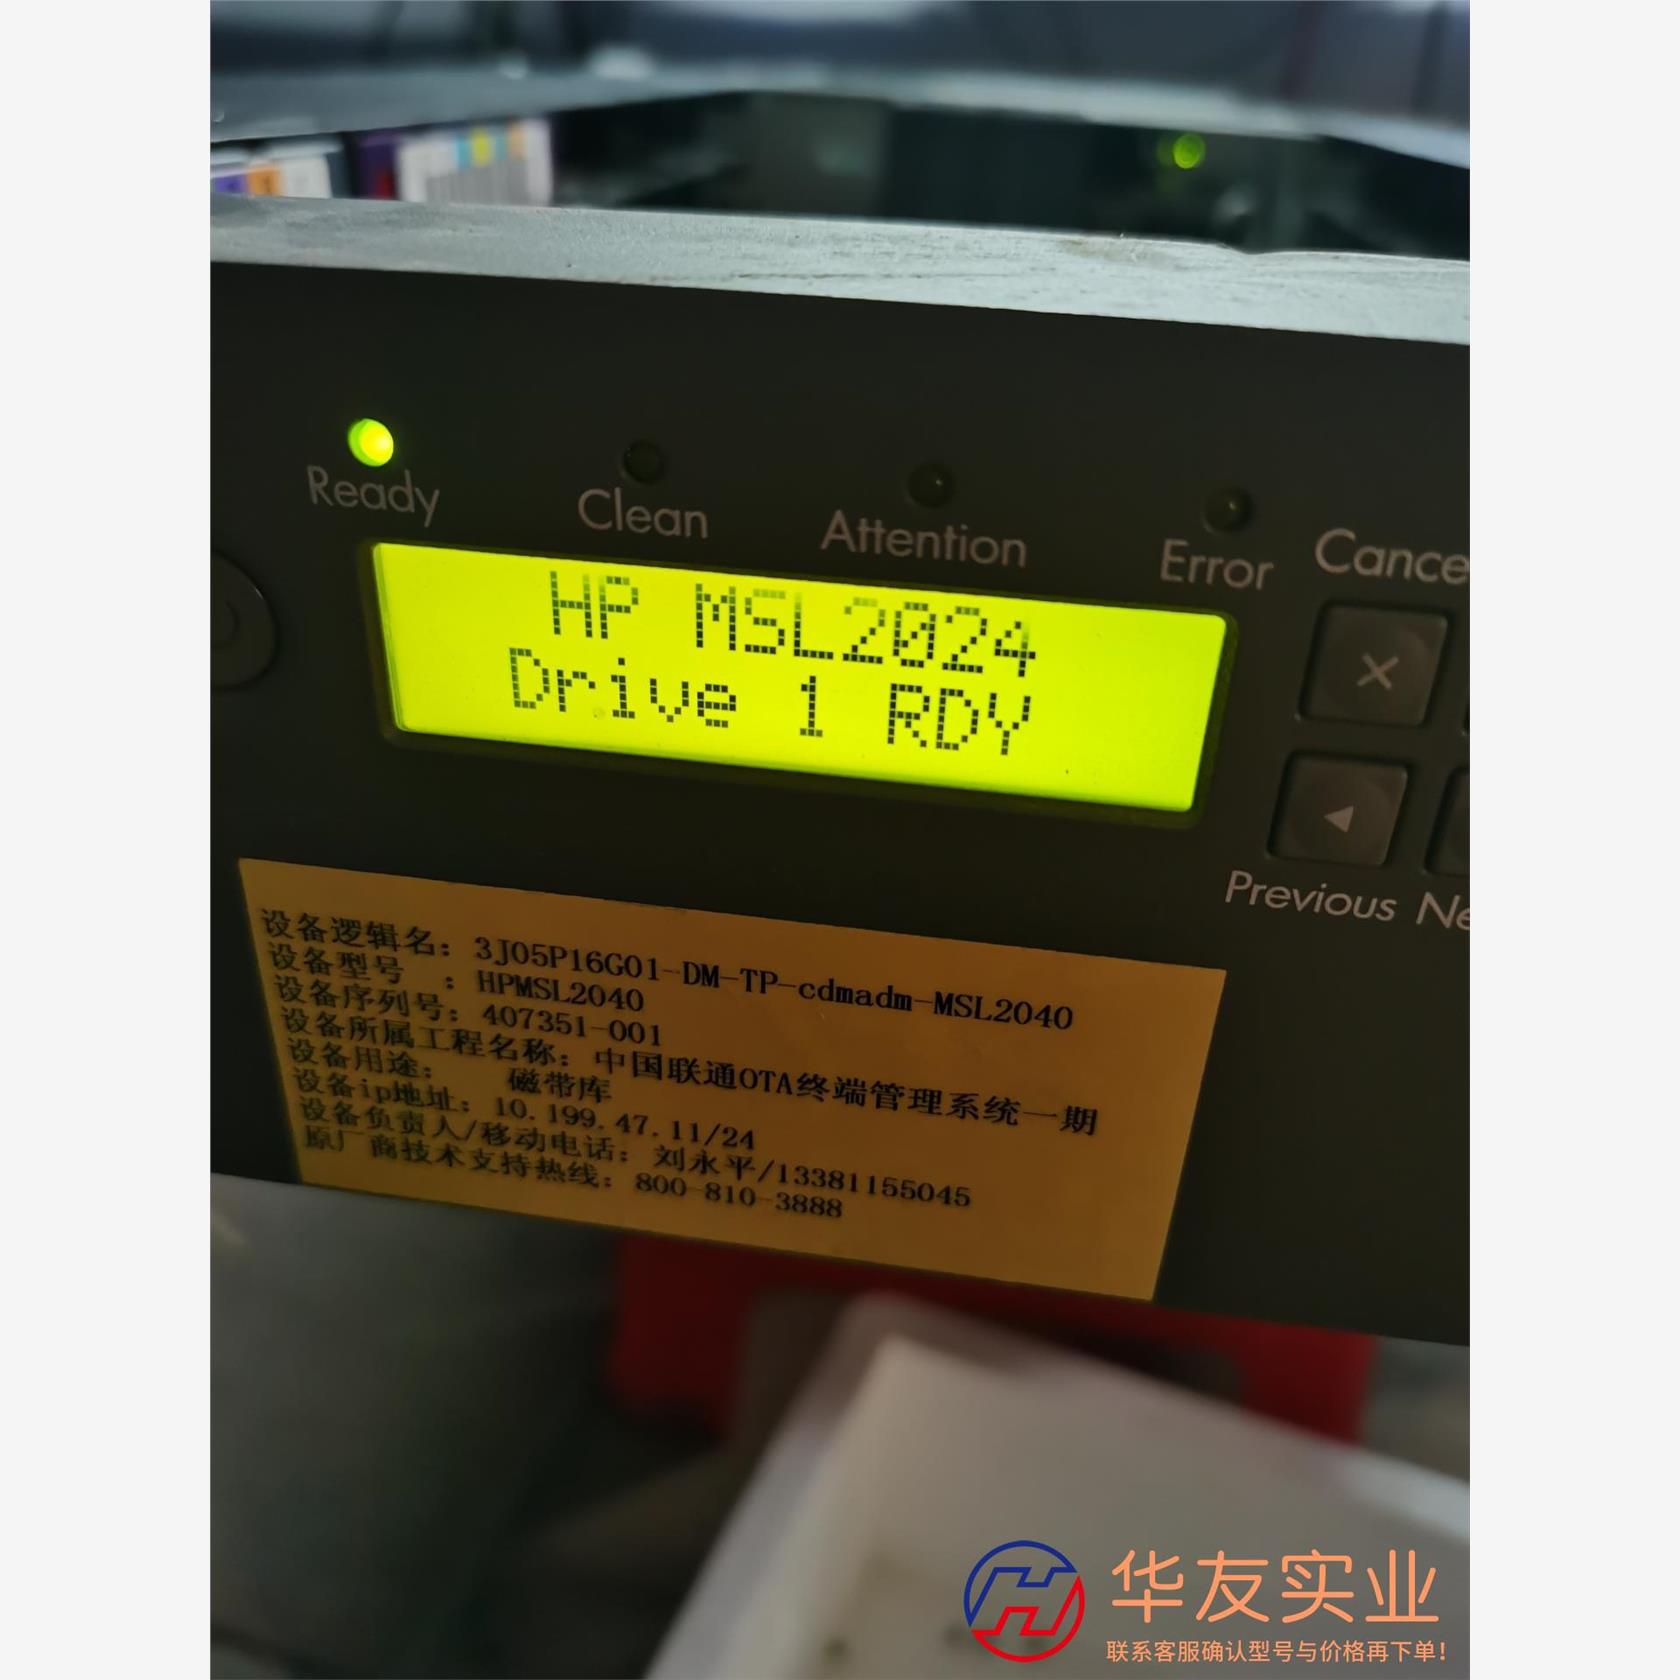 Ready
Clean
Attention
Error
Cance
HP MSL2024
Drive 1 RDY
Previous
Ne
设备逻辑名：3J05P16G01-DM-TP-cdmadm-MSL2040
设备型号　：HPMSL2040
设备序列号：407351-001
设备所属工程名称：中国联通OTA终端管理系统一期
设备用途：　磁带库
设备ip地址：10.199.47.11/24
设备负责人/移动电话：刘永平/13381155045
原厂商技术支持热线：800-810-3888
华友实业
联系客服确认型号与价格再下单！